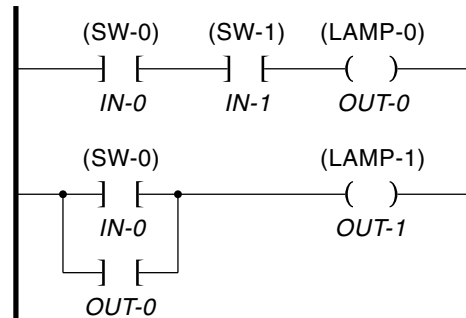 (SW-0) (SW-1) (LAMP-0)
IN-0 IN-1 OUT-0
(SW-0) (LAMP-1)
IN-0 OUT-1
OUT-0